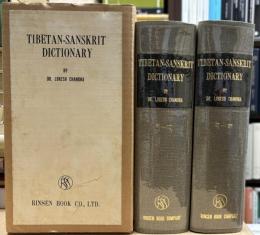 TIBETAN-SANSKRIT
DICTIONARY
BY
DR. LOKESH CHANDRA
RINSEN BOOK CO., LTD.
TIBETAN-SANSKRIT
DICTIONARY
BY
DR. LOKESH CHANDRA
RINSEN BOOK COMPANY
TIBETAN-SANSKRIT
DICTIONARY
BY
DR. LOKESH CHANDRA
RINSEN BOOK COMPANY